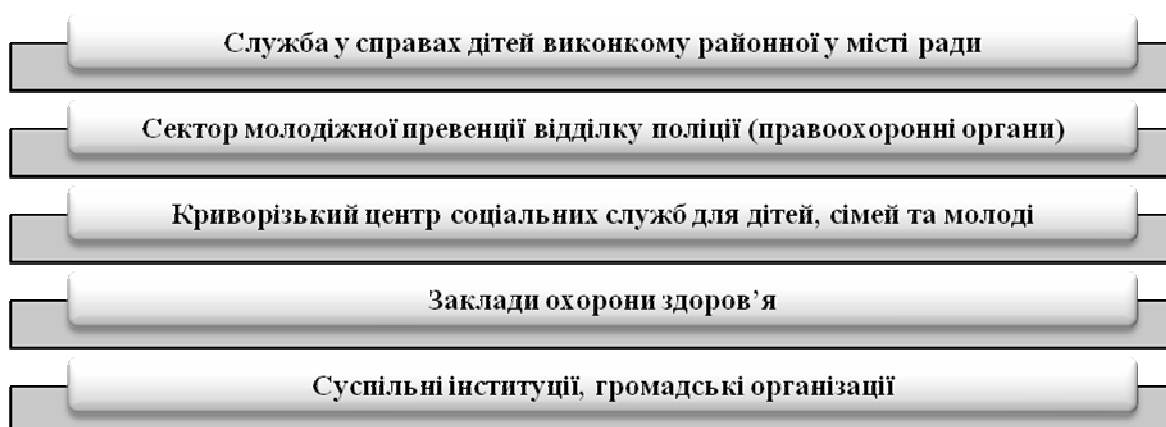 Служба у справах дітей виконкому районної у місті ради
Сектор молодіжної превенції відділку поліції (правоохоронні органи)
Криворізький центр соціальних служб для дітей, сімей та молоді
Заклади охорони здоров’я
Суспільні інституції, громадські організації